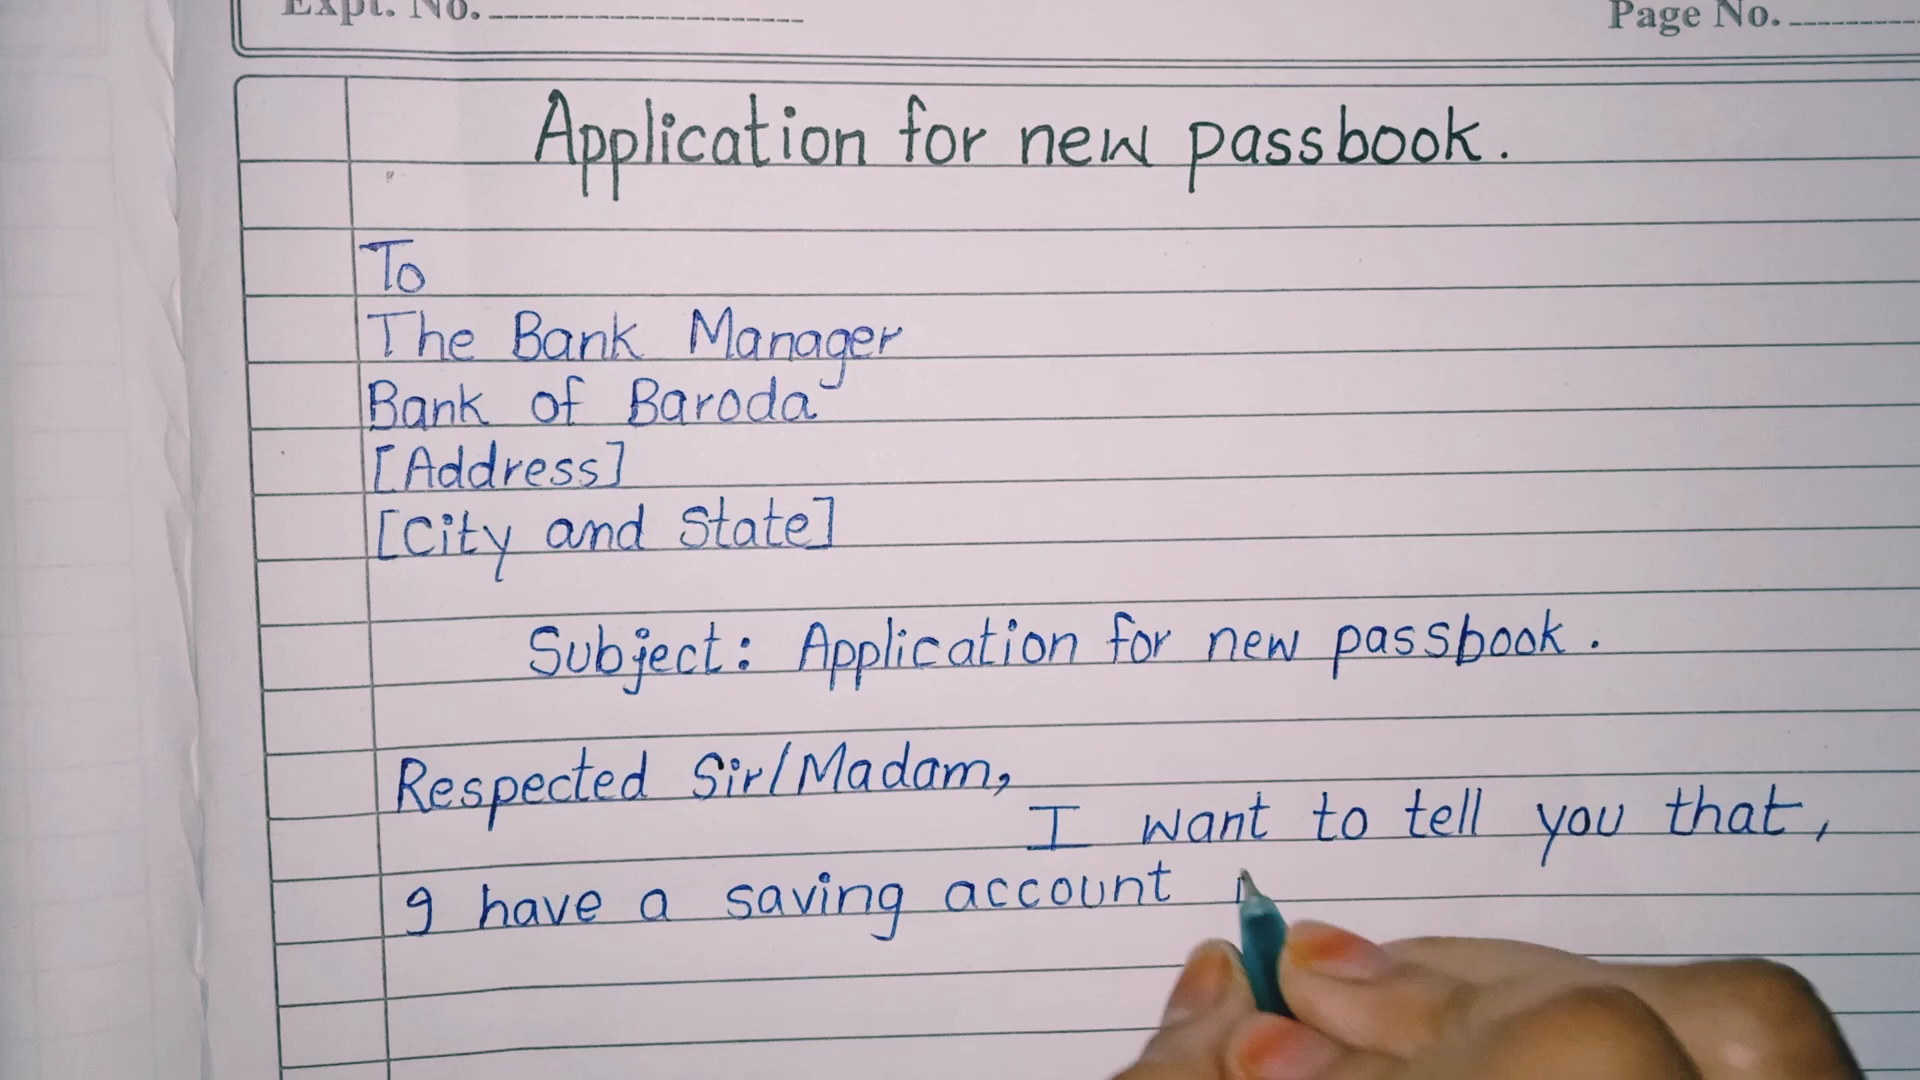 Expt. No.
Page No.
Application for new passbook.
To
The Bank Manager
Bank of Baroda
[Address]
[City and State]
Subject: Application for new passbook.
Respected Sir/Madam,
I want to tell you that,
I have a saving account